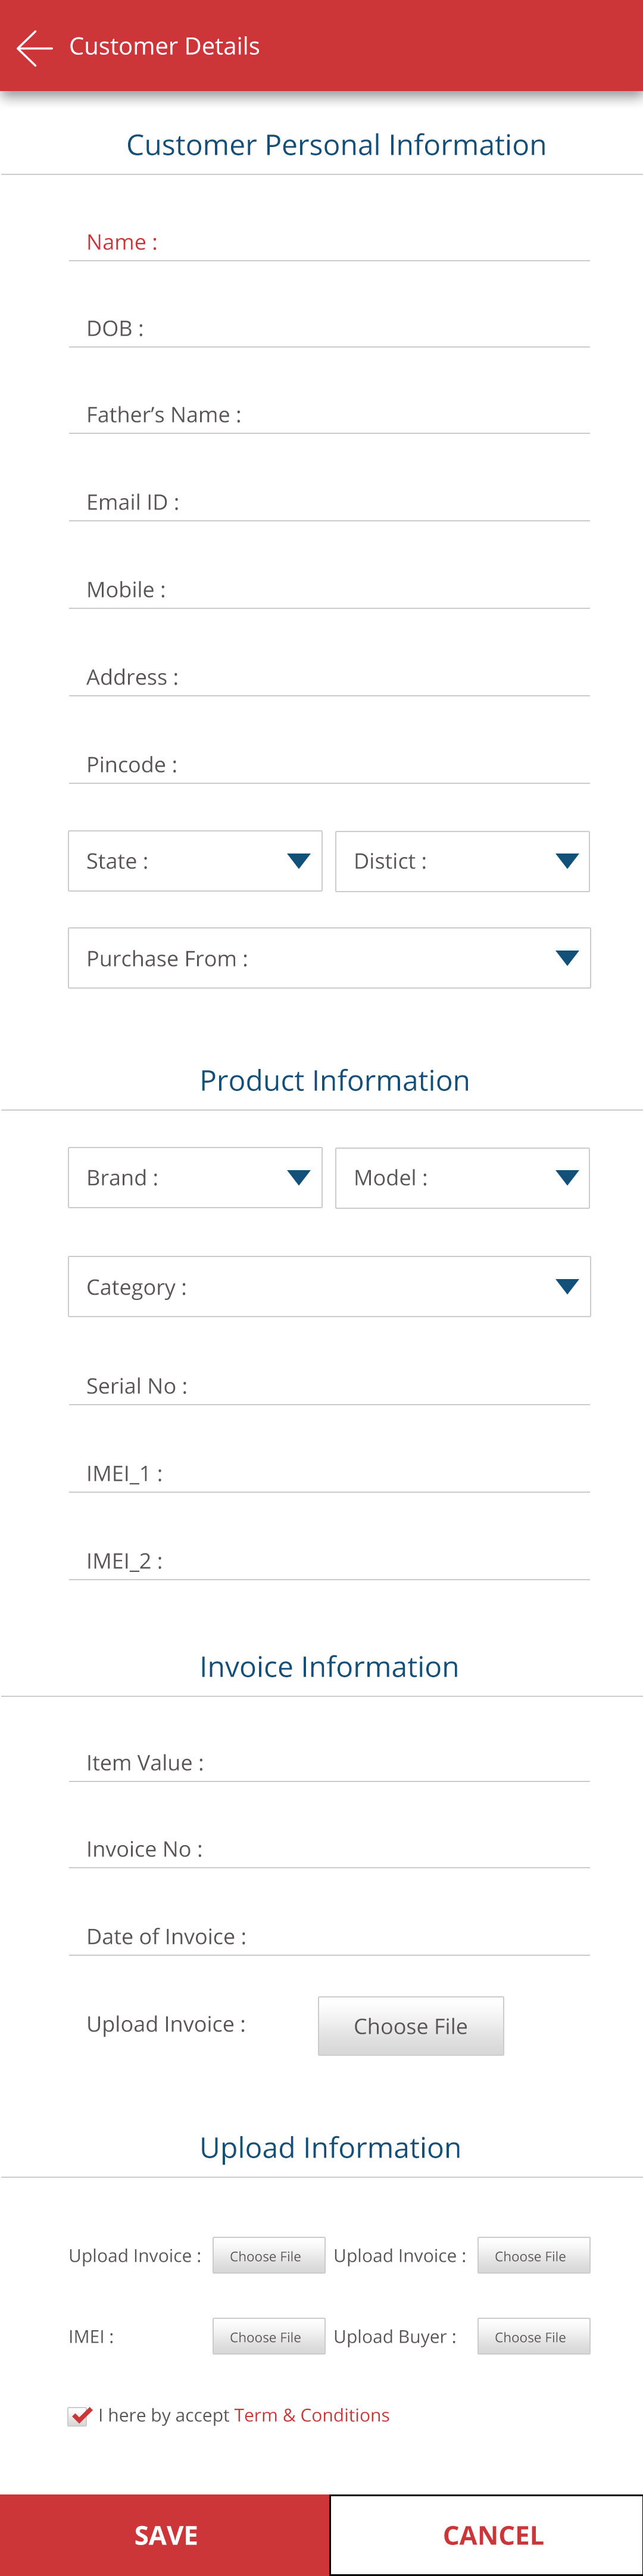 Customer Details
Customer Personal Information
Name :
DOB :
Father’s Name :
Email ID :
Mobile :
Address :
Pincode :
State : Distict :
Purchase From :
Product Information
Brand : Model :
Category :
Serial No :
IMEI_1 :
IMEI_2 :
Invoice Information
Item Value :
Invoice No :
Date of Invoice :
Upload Invoice : Choose File
Upload Information
Upload Invoice : Choose File Upload Invoice : Choose File
IMEI : Choose File Upload Buyer : Choose File
I here by accept Term & Conditions
SAVE CANCEL